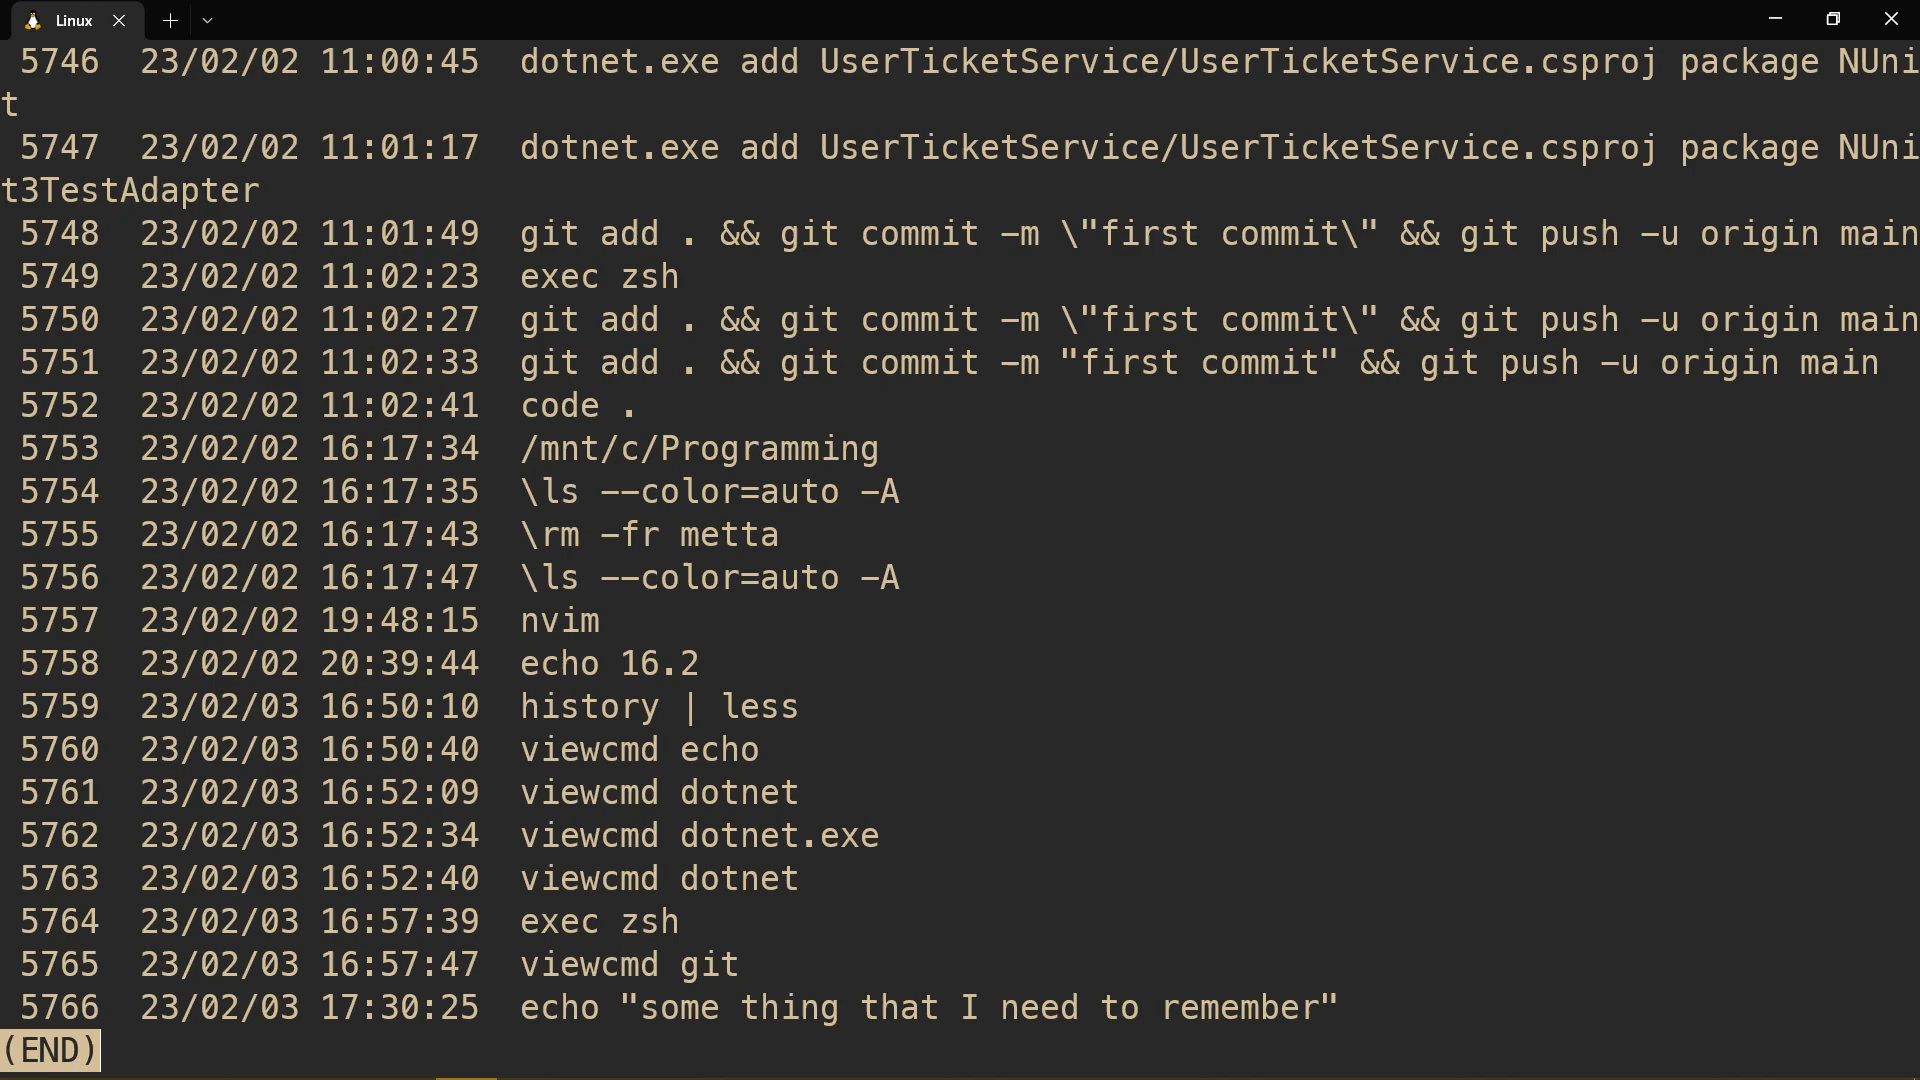 Linux
5746  23/02/02 11:00:45  dotnet.exe add UserTicketService/UserTicketService.csproj package NUni
t
5747  23/02/02 11:01:17  dotnet.exe add UserTicketService/UserTicketService.csproj package NUni
t3TestAdapter
5748  23/02/02 11:01:49  git add . && git commit -m \"first commit\" && git push -u origin main
5749  23/02/02 11:02:23  exec zsh
5750  23/02/02 11:02:27  git add . && git commit -m \"first commit\" && git push -u origin main
5751  23/02/02 11:02:33  git add . && git commit -m "first commit" && git push -u origin main
5752  23/02/02 11:02:41  code .
5753  23/02/02 16:17:34  /mnt/c/Programming
5754  23/02/02 16:17:35  \ls --color=auto -A
5755  23/02/02 16:17:43  \rm -fr metta
5756  23/02/02 16:17:47  \ls --color=auto -A
5757  23/02/02 19:48:15  nvim
5758  23/02/02 20:39:44  echo 16.2
5759  23/02/03 16:50:10  history | less
5760  23/02/03 16:50:40  viewcmd echo
5761  23/02/03 16:52:09  viewcmd dotnet
5762  23/02/03 16:52:34  viewcmd dotnet.exe
5763  23/02/03 16:52:40  viewcmd dotnet
5764  23/02/03 16:57:39  exec zsh
5765  23/02/03 16:57:47  viewcmd git
5766  23/02/03 17:30:25  echo "some thing that I need to remember"
(END)